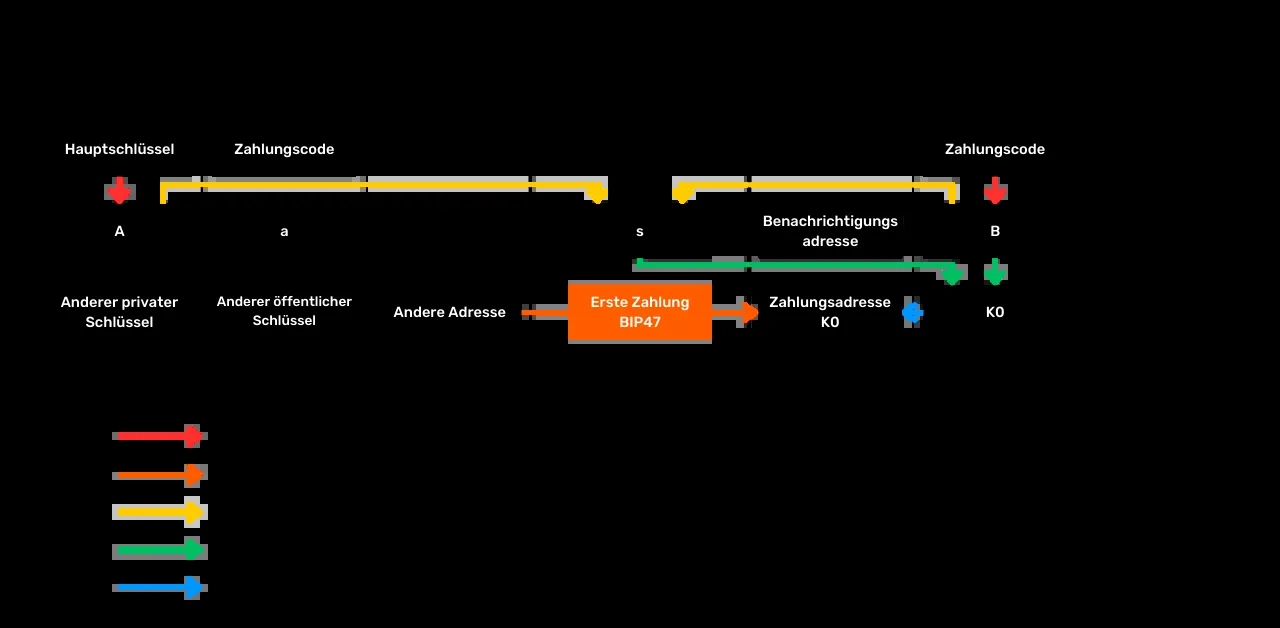 Hauptschlüssel
Zahlungscode
Zahlungscode
A
a
s
Benachrichtigungs
adresse
B
Anderer privater
Schlüssel
Anderer öffentlicher
Schlüssel
Andere Adresse
Erste Zahlung
BIP47
Zahlungsadresse
K0
K0